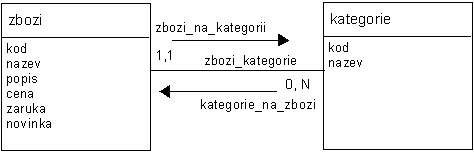 zbozi
kod
nazev
popis
cena
zaruka
novinka
zbozi_na_kategorii
1,1
zbozi_kategorie
0, N
kategorie_na_zbozi
kategorie
kod
nazev